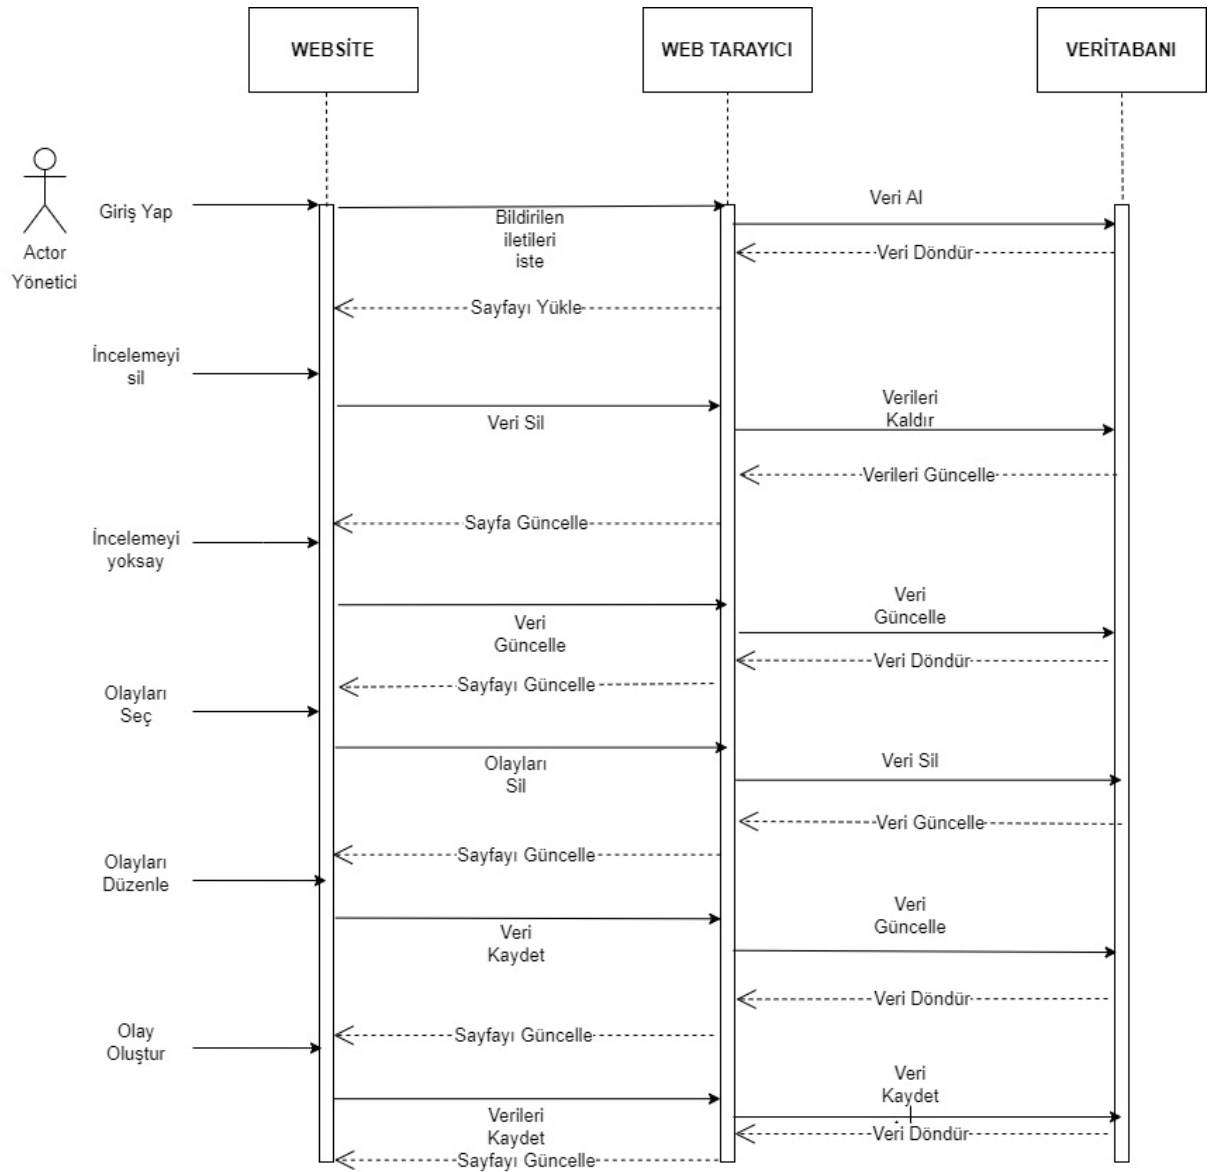 WEBSİTE
WEB TARAYICI
VERİTABANI
Actor
Yönetici
Giriş Yap
Bildirilen
iletileri
iste
Veri Al
Veri Döndür
Sayfayı Yükle
İncelemeyi
sil
Veri Sil
Verileri
Kaldır
Verileri Güncelle
Sayfa Güncelle
İncelemeyi
yoksay
Veri
Güncelle
Veri
Güncelle
Veri Döndür
Sayfayı Güncelle
Olayları
Seç
Olayları
Sil
Veri Sil
Veri Güncelle
Sayfayı Güncelle
Olayları
Düzenle
Veri
Kaydet
Veri
Güncelle
Veri Döndür
Sayfayı Güncelle
Olay
Oluştur
Verileri
Kaydet
Veri
Kaydet
Veri Döndür
Sayfayı Güncelle